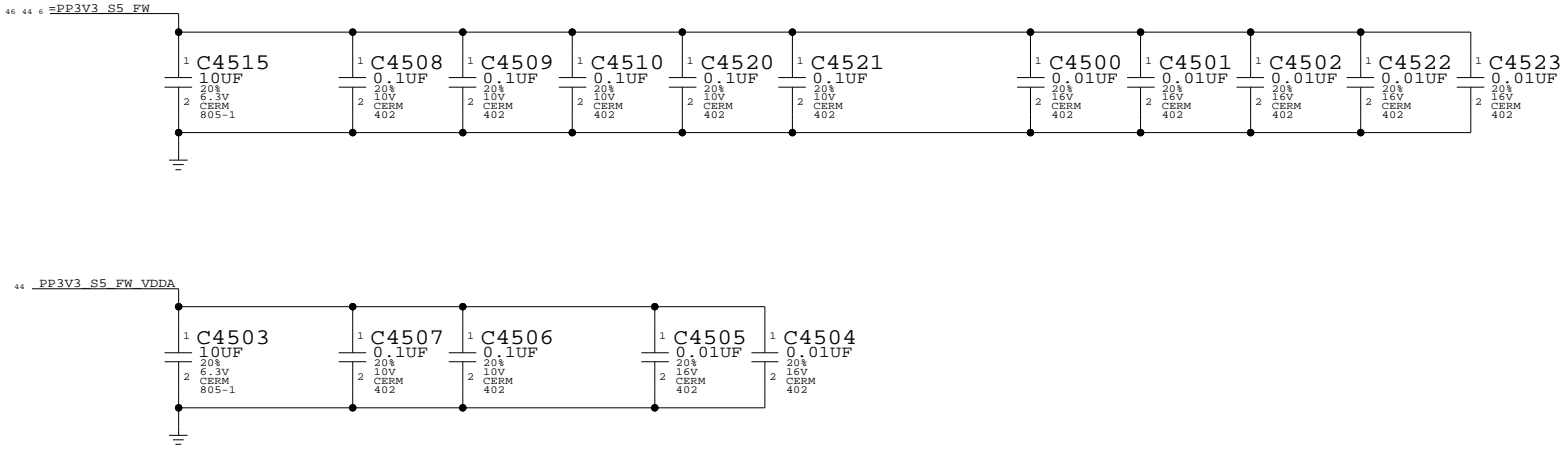 46 44 6 =PP3V3_S5_FW
1 C4515
10UF
20%
6.3V
2 CERM
805-1
1 C4508
0.1UF
20%
10V
2 CERM
402
1 C4509
0.1UF
20%
10V
2 CERM
402
1 C4510
0.1UF
20%
10V
2 CERM
402
1 C4520
0.1UF
20%
10V
2 CERM
402
1 C4521
0.1UF
20%
10V
2 CERM
402
1 C4500
0.01UF
20%
16V
2 CERM
402
1 C4501
0.01UF
20%
16V
2 CERM
402
1 C4502
0.01UF
20%
16V
2 CERM
402
1 C4522
0.01UF
20%
16V
2 CERM
402
1 C4523
0.01UF
20%
16V
2 CERM
402
44 PP3V3_S5_FW_VDDA
1 C4503
10UF
20%
6.3V
2 CERM
805-1
1 C4507
0.1UF
20%
10V
2 CERM
402
1 C4506
0.1UF
20%
10V
2 CERM
402
1 C4505
0.01UF
20%
16V
2 CERM
402
1 C4504
0.01UF
20%
16V
2 CERM
402